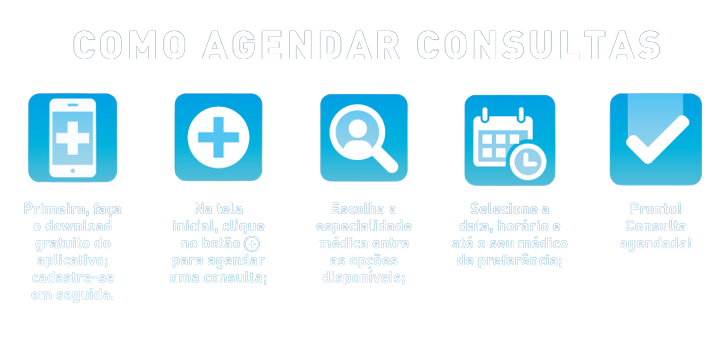 COMO AGENDAR CONSULTAS
Primeiro, faça
o download
gratuito do
aplicativo;
cadastre-se
em seguida.
Na tela
inicial, clique
no botão
para agendar
uma consulta;
Escolha a
especialidade
médica entre
as opções
disponíveis;
Selecione a
data, horário e
até o seu médico
de preferência;
Pronto!
Consulta
agendada!